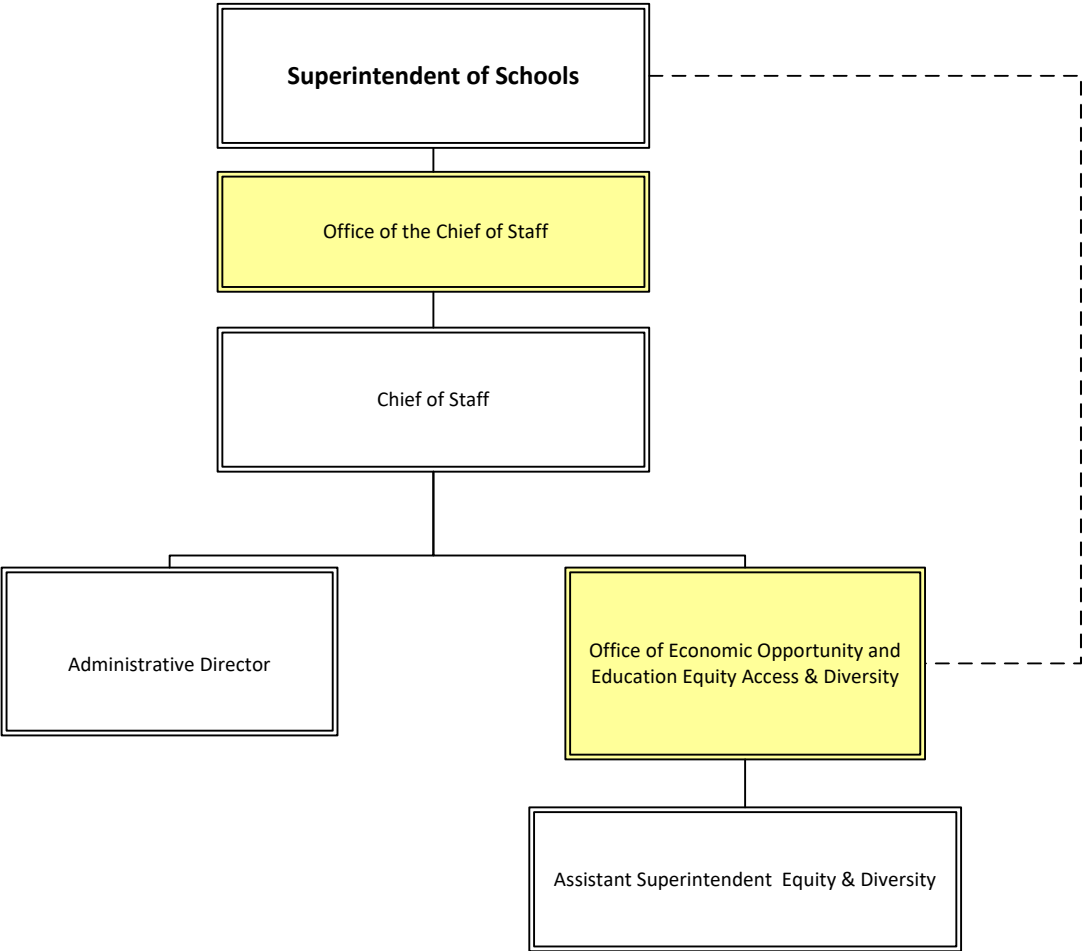 Superintendent of Schools
Office of the Chief of Staff
Chief of Staff
Administrative Director
Office of Economic Opportunity and
Education Equity Access & Diversity
Assistant Superintendent  Equity & Diversity